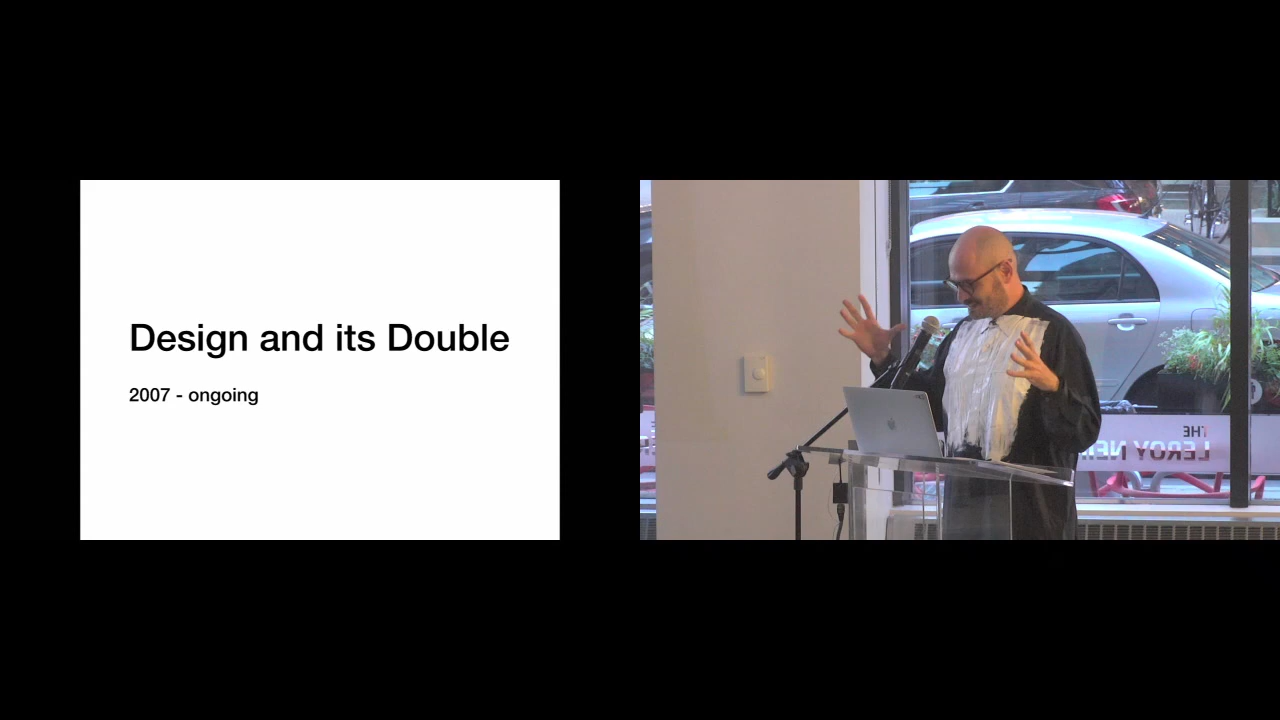 Design and its Double
2007 - ongoing
THE
LEROY NEI